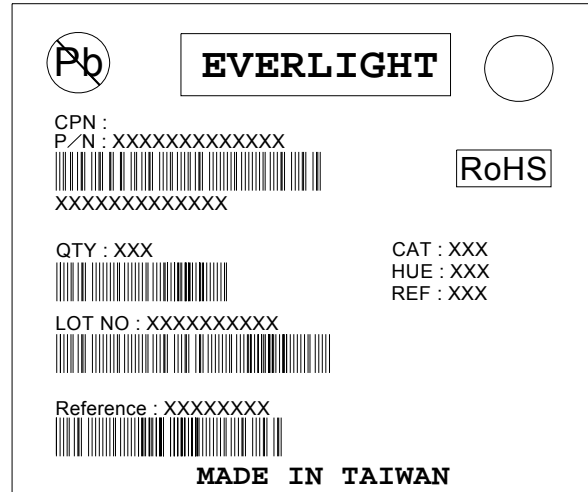 Pb
EVERLIGHT
CPN :
P/N : XXXXXXXXXXXXX
RoHS
XXXXXXXXXXXXX
QTY : XXX
CAT : XXX
HUE : XXX
REF : XXX
LOT NO : XXXXXXXXXX
Reference : XXXXXXXX
MADE IN TAIWAN